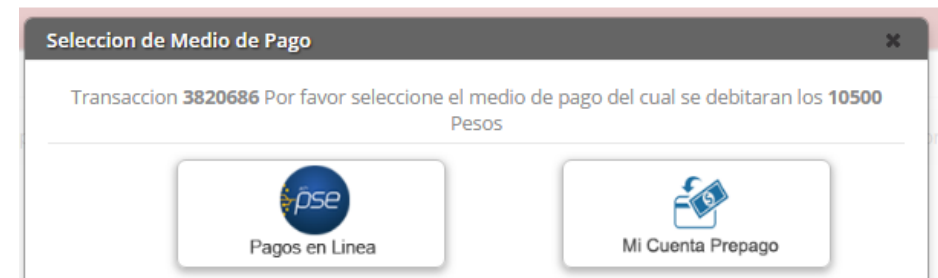 Seleccion de Medio de Pago
Transaccion 3820686 Por favor seleccione el medio de pago del cual se debitaran los 10500
Pesos
pse
Pagos en Linea
Mi Cuenta Prepago